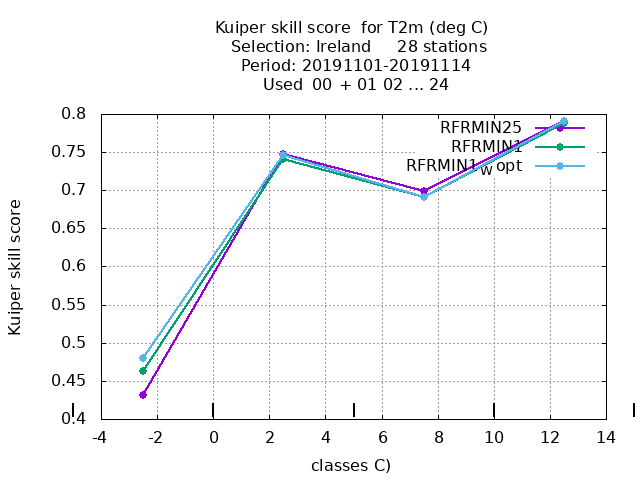 Kuiper skill score  for T2m (deg C)
Selection: Ireland     28 stations
Period: 20191101-20191114
Used  00 + 01 02 ... 24
RFRMIN25
RFRMIN1
RFRMIN1wopt
Kuiper skill score
0.8
0.75
0.7
0.65
0.6
0.55
0.5
0.45
0.4
-4 -2 0 2 4 6 8 10 12 14
classes C)